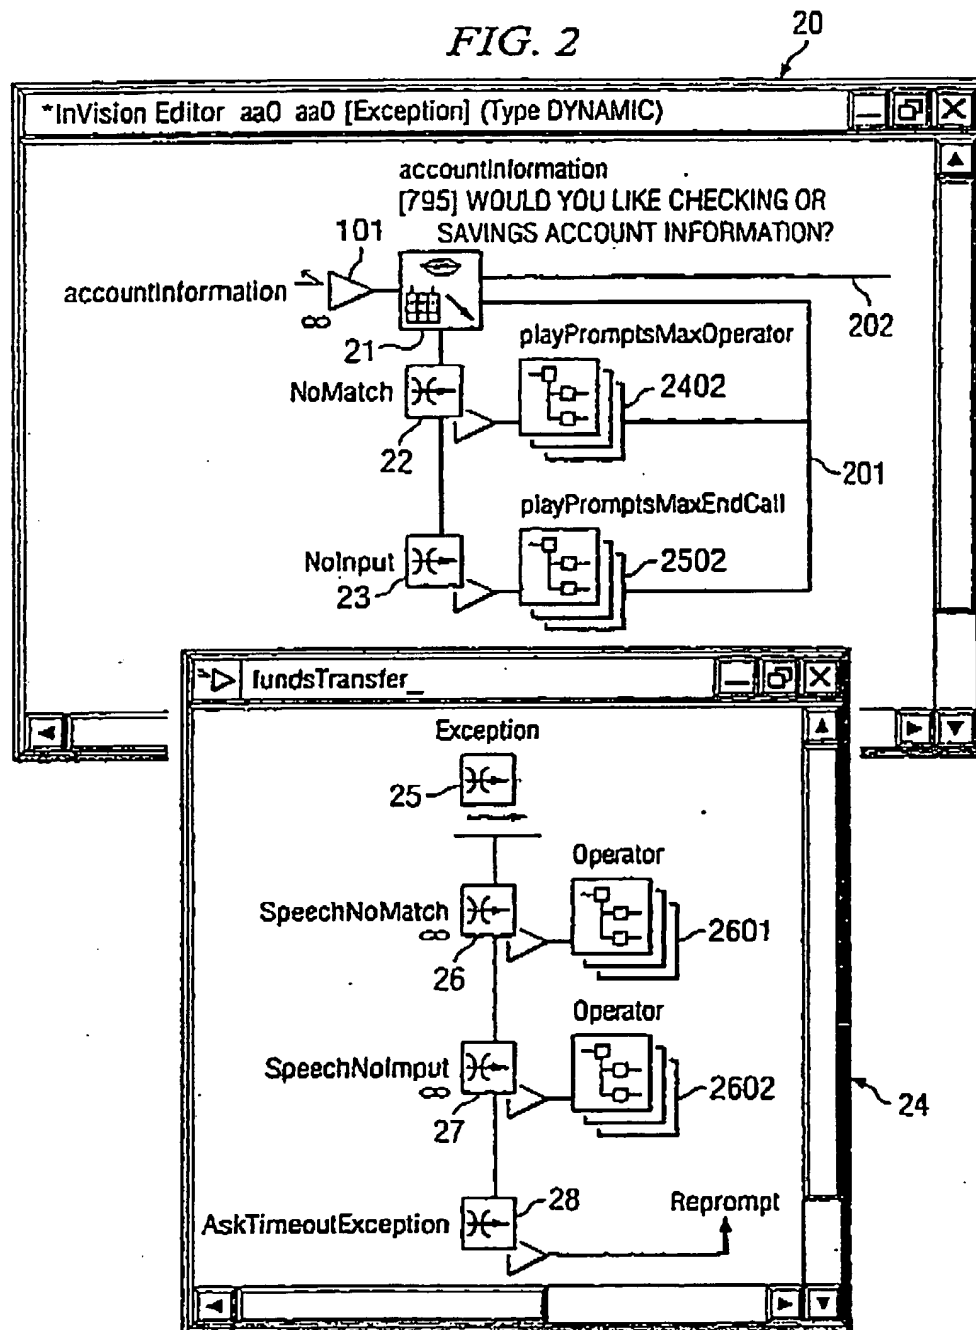 FIG. 2
20
*InVision Editor aa0 aa0 [Exception] (Type DYNAMIC)
accountInformation
[795] WOULD YOU LIKE CHECKING OR
SAVINGS ACCOUNT INFORMATION?
101
accountInformation
∞
21
202
playPromptsMaxOperator
NoMatch
2402
22
201
playPromptsMaxEndCall
NoInput
2502
23
fundsTransfer_
Exception
25
Operator
SpeechNoMatch
∞
2601
26
Operator
SpeechNoInput
∞
2602
24
27
28
Reprompt
AskTimeoutException